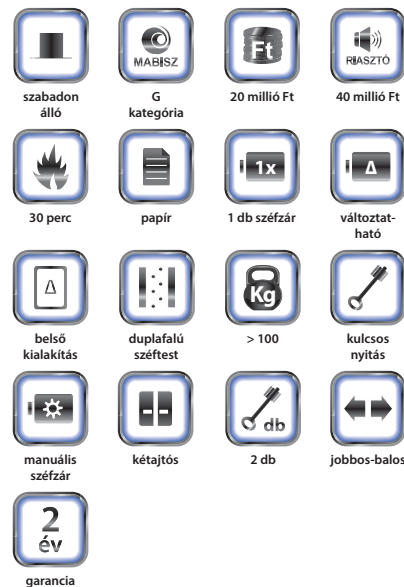 MABISZ
Ft
RIASZTÓ
szabadon
álló
G
kategória
20 millió Ft
40 millió Ft
1x
Δ
30 perc
papír
1 db széfzár
változtat-
ható
Δ
Kg
belső
kialakítás
duplafalú
széftest
> 100
kulcsos
nyitás
db
manuális
széfzár
kétajtós
2 db
jobbos-balos
2
év
garancia